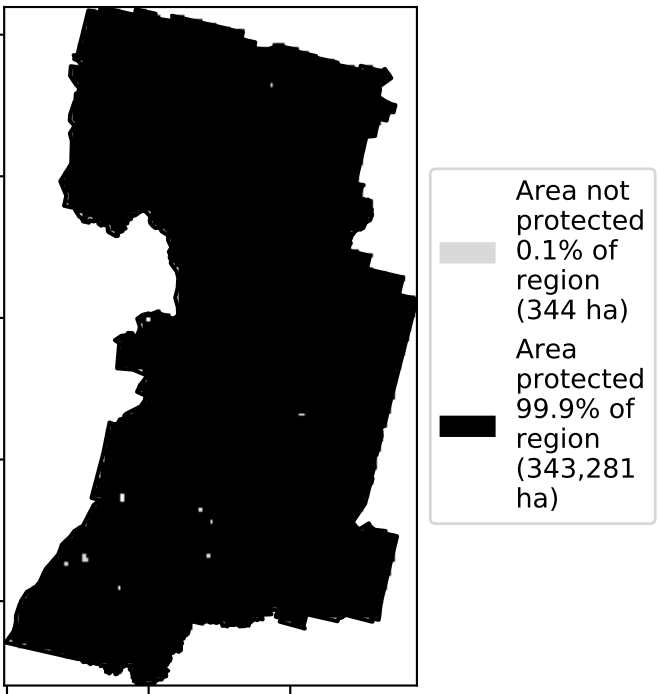 Area not
protected
0.1% of
region
(344 ha)
Area
protected
99.9% of
region
(343,281
ha)